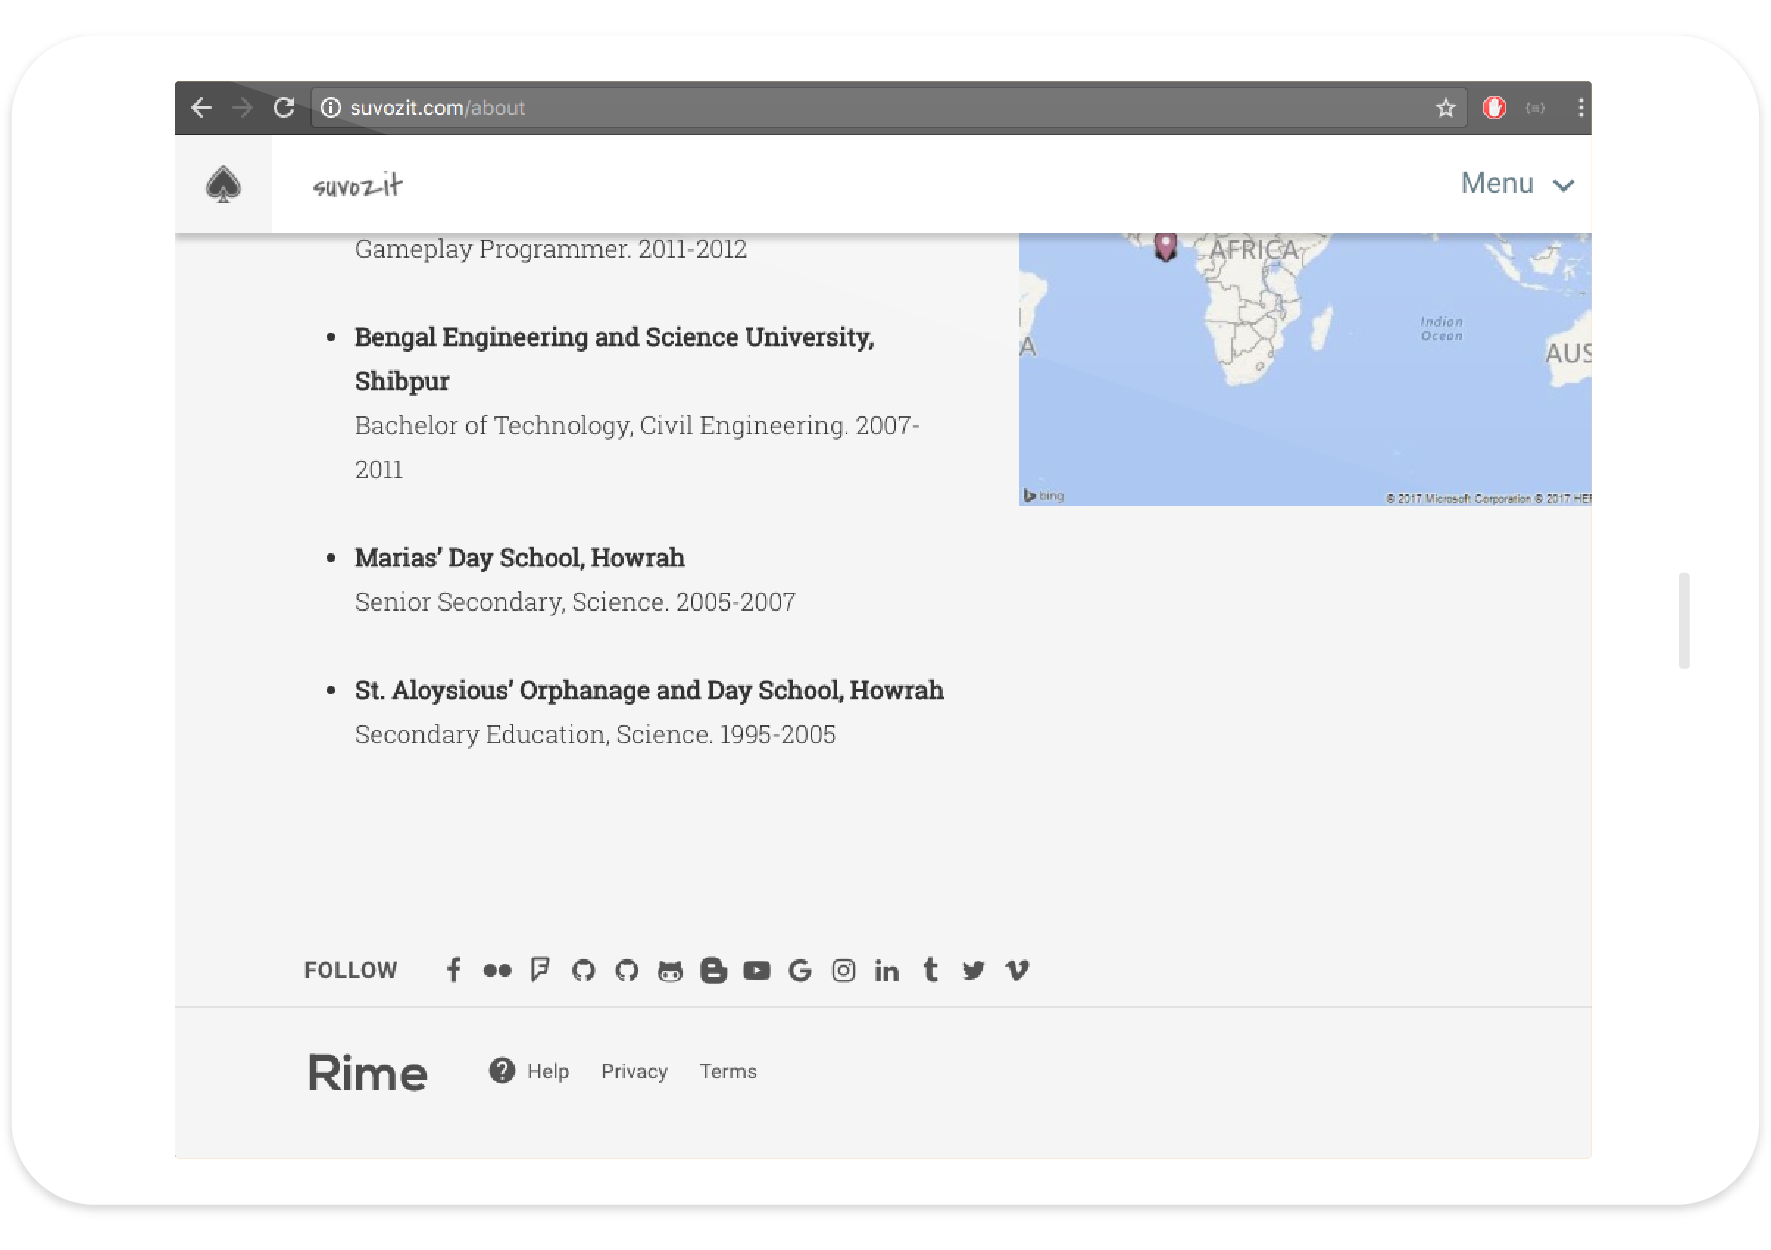 suvozit.com/about
suvozit
Menu
Gameplay Programmer. 2011-2012
Bengal Engineering and Science University,
Shibpur
Bachelor of Technology, Civil Engineering. 2007-
2011
Marias’ Day School, Howrah
Senior Secondary, Science. 2005-2007
St. Aloysious’ Orphanage and Day School, Howrah
Secondary Education, Science. 1995-2005
AFRICA
Indian
Ocean
A
AUS
bing
© 2017 Microsoft Corporation © 2017 HER
FOLLOW
Rime
Help Privacy Terms